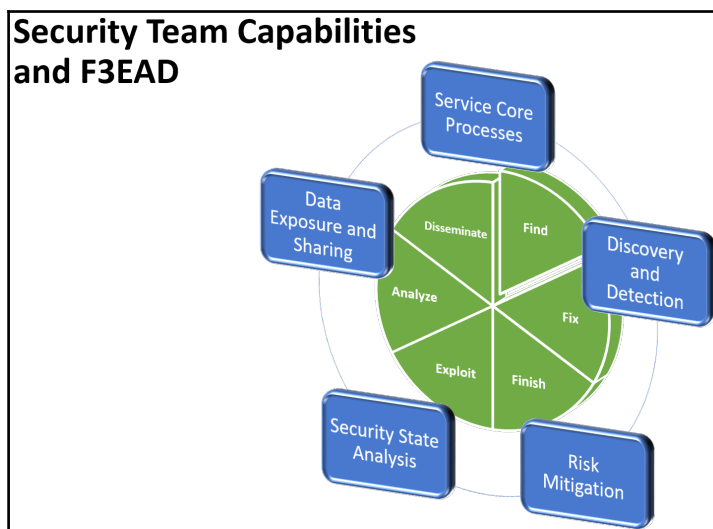 Security Team Capabilities
and F3EAD
Service Core
Processes
Data
Exposure and
Sharing
Disseminate
Find
Discovery
and
Detection
Analyze
Fix
Exploit
Finish
Security State
Analysis
Risk
Mitigation